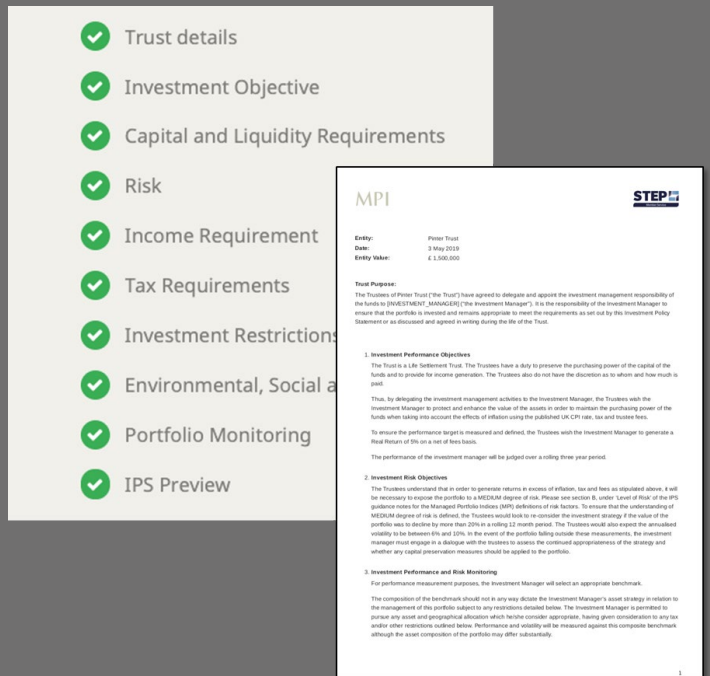 Trust details
Investment Objective
Capital and Liquidity Requirements
Risk
Income Requirement
Tax Requirements
Investment Restrictions
Environmental, Social a
Portfolio Monitoring
IPS Preview
MPI
STEP
Entity: Pinter Trust
Date: 3 May 2019
Entity Value: £ 1,500,000
Trust Purpose:
The Trustees of Pinter Trust ("the Trust") have agreed to delegate and appoint the investment management responsibility of
the funds to [INVESTMENT_MANAGER] ("the Investment Manager"). It is the responsibility of the Investment Manager to
ensure that the portfolio is invested and remains appropriate to meet the requirements as set out by this Investment Policy
Statement or as discussed and agreed in writing during the life of the Trust.
1. Investment Performance Objectives
The Trust is a Life Settlement Trust. The Trustees have a duty to preserve the purchasing power of the capital of the
funds and to provide for income generation. The Trustees also do not have the discretion as to whom and how much is
paid.
Thus, by delegating the investment management activities to the Investment Manager, the Trustees wish the
Investment Manager to protect and enhance the value of the assets in order to maintain the purchasing power of the
funds when taking into account the effects of inflation using the published UK CPI rate, tax and trustee fees.
To ensure the performance target is measured and defined, the Trustees wish the Investment Manager to generate a
Real Return of 5% on a net of fees basis.
The performance of the investment manager will be judged over a rolling three year period.
2. Investment Risk Objectives
The Trustees understand that in order to generate returns in excess of inflation, tax and fees as stipulated above, it will
be necessary to expose the portfolio to a MEDIUM degree of risk. Please see section B, under 'Level of Risk' of the IPS
guidance notes for the Managed Portfolio Indices (MPI) definitions of risk factors. To ensure that the understanding of
MEDIUM degree of risk is defined, the Trustees would look to re-consider the investment strategy if the value of the
portfolio was to decline by more than 20% in a rolling 12 month period. The Trustees would also expect the annualised
volatility to be between 6% and 10%. In the event of the portfolio falling outside these measurements, the investment
manager must engage in a dialogue with the trustees to assess the continued appropriateness of the strategy and
whether any capital preservation measures should be applied to the portfolio.
3. Investment Performance and Risk Monitoring
For performance measurement purposes, the Investment Manager will select an appropriate benchmark.
The composition of the benchmark should not in any way dictate the Investment Manager's asset strategy in relation to
the management of this portfolio subject to any restrictions detailed below. The Investment Manager is permitted to
pursue any asset and geographical allocation which he/she consider appropriate, having given consideration to any tax
and/or other restrictions outlined below. Performance and volatility will be measured against this composite benchmark
although the asset composition of the portfolio may differ substantially.
1